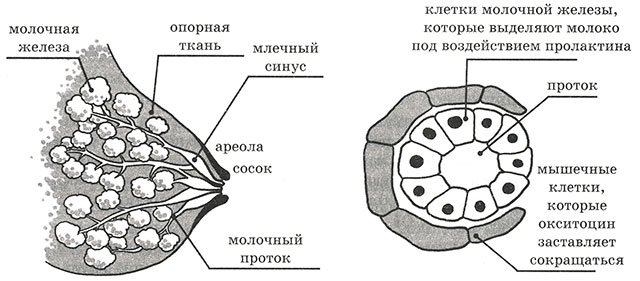 молочная
железа
опорная
ткань
млечный
синус
ареола
сосок
молочный
проток
клетки молочной железы,
которые выделяют молоко
под воздействием пролактина
проток
мышечные
клетки,
которые
окситоцин
заставляет
сокращаться